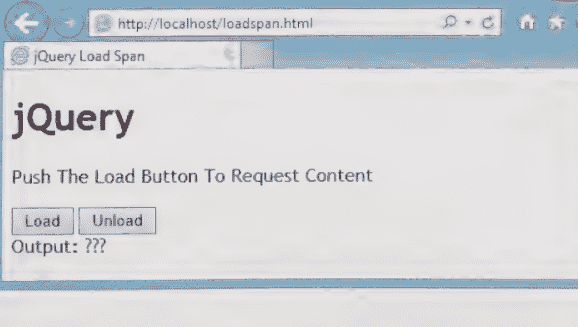 http://localhost/loadspan.html
jQuery Load Span
jQuery
Push The Load Button To Request Content
Load Unload
Output: ???